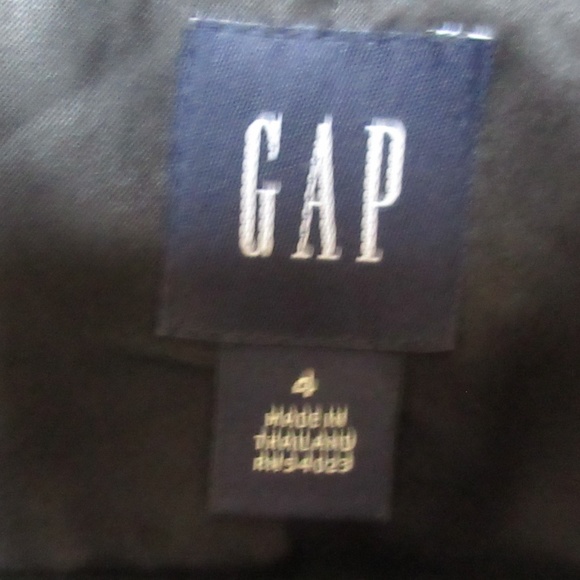 GAP
4
MADE IN
THAILAND
RN54023